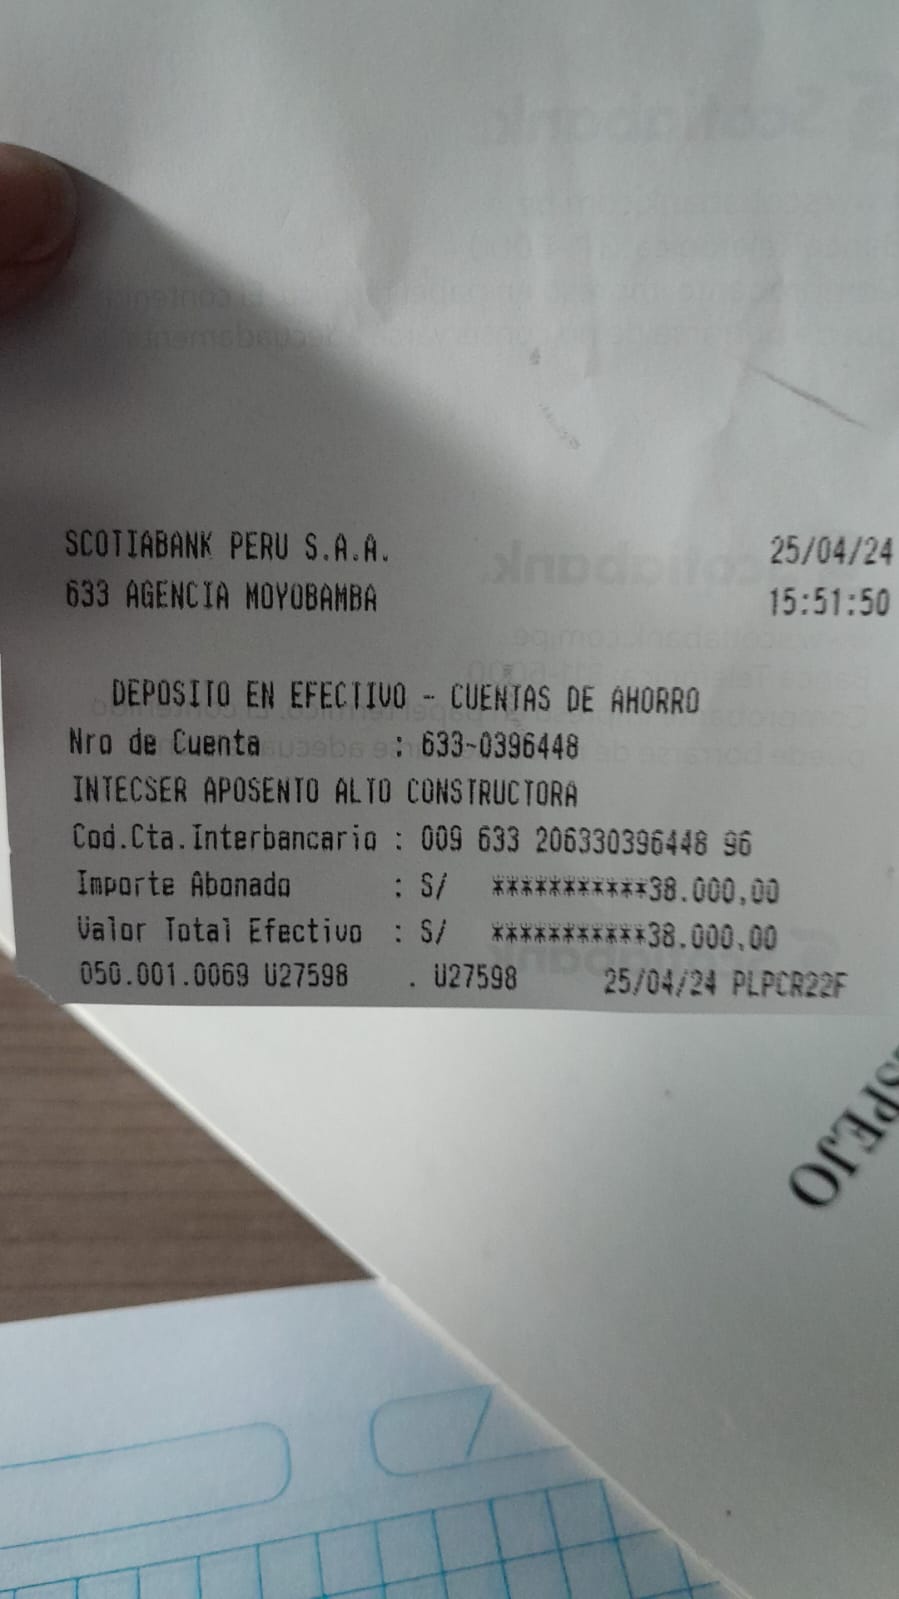 SCOTIABANK PERU S.A.A. 25/04/24
633 AGENCIA MOYOBAMBA 15:51:50
DEPOSITO EN EFECTIVO - CUENTAS DE AHORRO
Nro de Cuenta : 633-0396448
INTECSER APOSENTO ALTO CONSTRUCTORA
Cod.Cta.Interbancario : 009 633 206330396448 96
Importe Abonado : S/ ***********38.000,00
Valor Total Efectivo : S/ ***********38.000,00
050.001.0069 U27598 . U27598 25/04/24 PLPCR22F
SPEJO
Scotiabank